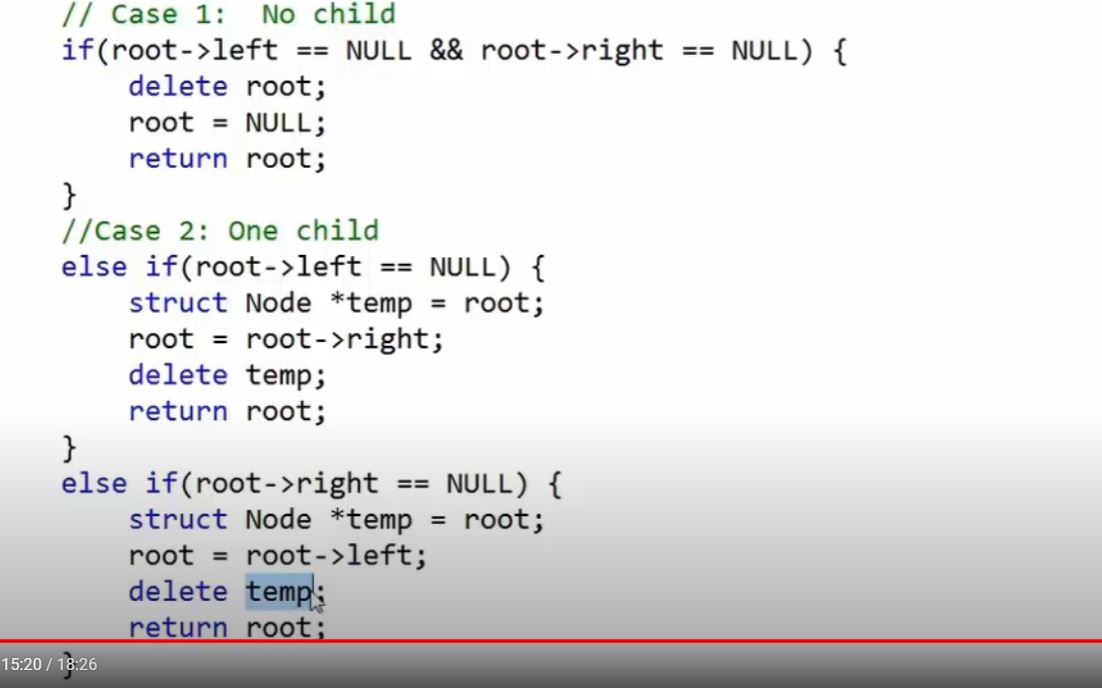 // Case 1:  No child
if(root->left == NULL && root->right == NULL) {
    delete root;
    root = NULL;
    return root;
}
//Case 2: One child
else if(root->left == NULL) {
    struct Node *temp = root;
    root = root->right;
    delete temp;
    return root;
}
else if(root->right == NULL) {
    struct Node *temp = root;
    root = root->left;
    delete temp;
    return root;
}
15:20 / 18:26